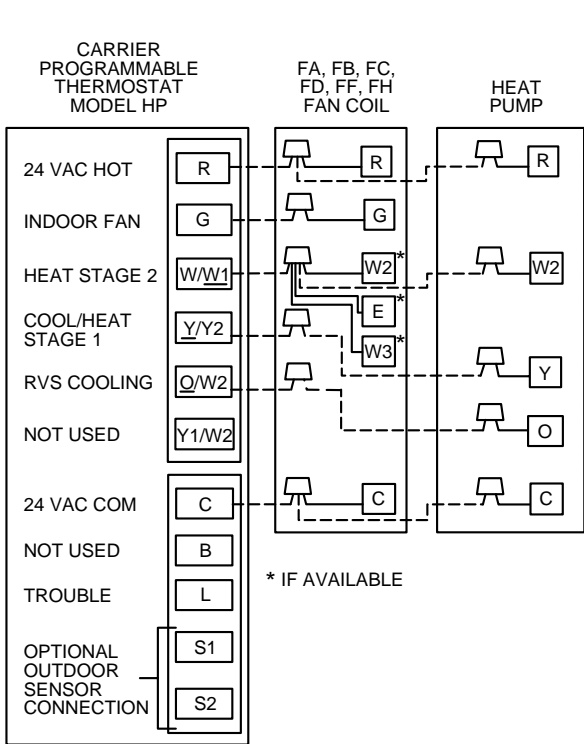 CARRIER
PROGRAMMABLE
THERMOSTAT
MODEL HP
FA, FB, FC,
FD, FF, FH
FAN COIL
HEAT
PUMP
24 VAC HOT
R
R
R
INDOOR FAN
G
G
HEAT STAGE 2
W/W1
W2*
W2
E*
W3*
COOL/HEAT
STAGE 1
Y/Y2
Y
RVS COOLING
O/W2
O
NOT USED
Y1/W2
24 VAC COM
C
C
C
NOT USED
B
* IF AVAILABLE
TROUBLE
L
OPTIONAL
OUTDOOR
SENSOR
CONNECTION
S1
S2